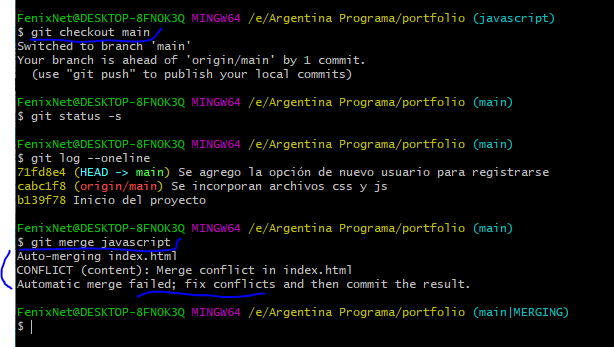 FenixNet@DESKTOP-8FNOK3Q MINGW64 /e/Argentina Programa/portfolio (javascript)
$ git checkout main
Switched to branch 'main'
Your branch is ahead of 'origin/main' by 1 commit.
  (use "git push" to publish your local commits)
FenixNet@DESKTOP-8FNOK3Q MINGW64 /e/Argentina Programa/portfolio (main)
$ git status -s
FenixNet@DESKTOP-8FNOK3Q MINGW64 /e/Argentina Programa/portfolio (main)
$ git log --oneline
71fd8e4 (HEAD -> main) Se agrego la opción de nuevo usuario para registrarse
cabc1f8 (origin/main) Se incorporan archivos css y js
b139f78 Inicio del proyecto
FenixNet@DESKTOP-8FNOK3Q MINGW64 /e/Argentina Programa/portfolio (main)
$ git merge javascript
Auto-merging index.html
CONFLICT (content): Merge conflict in index.html
Automatic merge failed; fix conflicts and then commit the result.
FenixNet@DESKTOP-8FNOK3Q MINGW64 /e/Argentina Programa/portfolio (main|MERGING)
$